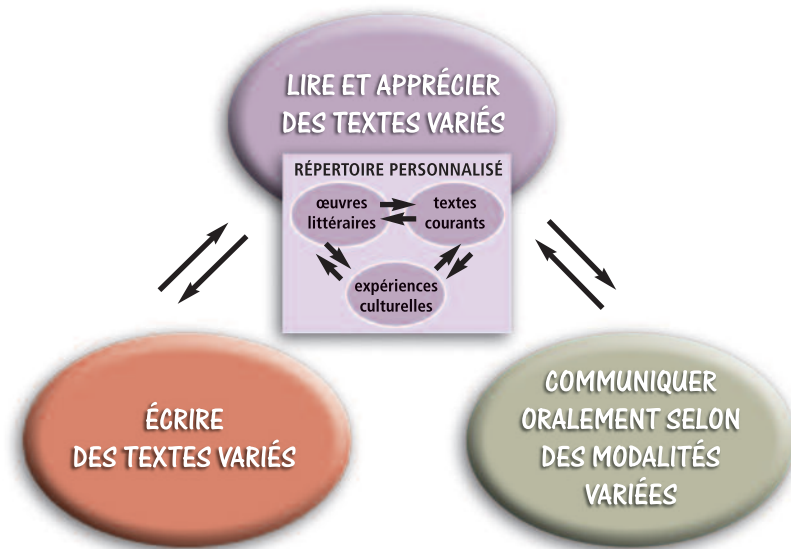 LIRE ET APPRÉCIER
DES TEXTES VARIÉS
RÉPERTOIRE PERSONNALISÉ
œuvres
littéraires
textes
courants
expériences
culturelles
ÉCRIRE
DES TEXTES VARIÉS
COMMUNIQUER
ORALEMENT SELON
DES MODALITÉS
VARIÉES